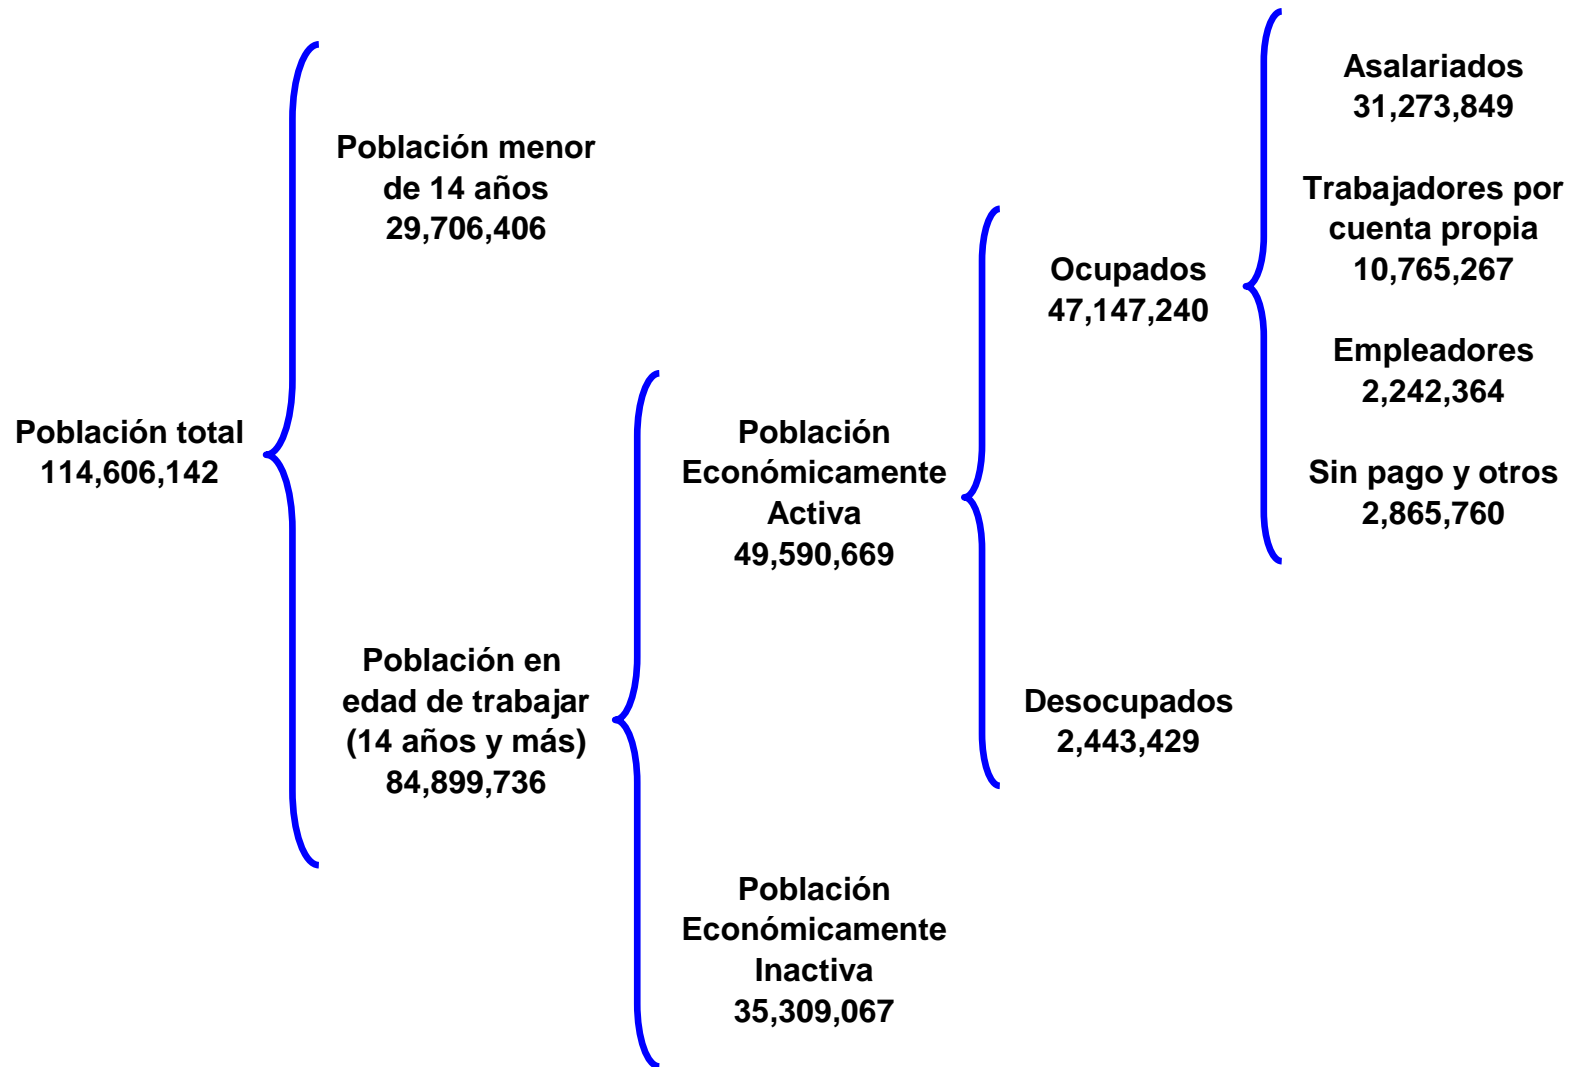 Población total
114,606,142
Población menor
de 14 años
29,706,406
Población en
edad de trabajar
(14 años y más)
84,899,736
Población
Económicamente
Activa
49,590,669
Población
Económicamente
Inactiva
35,309,067
Ocupados
47,147,240
Desocupados
2,443,429
Asalariados
31,273,849
Trabajadores por
cuenta propia
10,765,267
Empleadores
2,242,364
Sin pago y otros
2,865,760